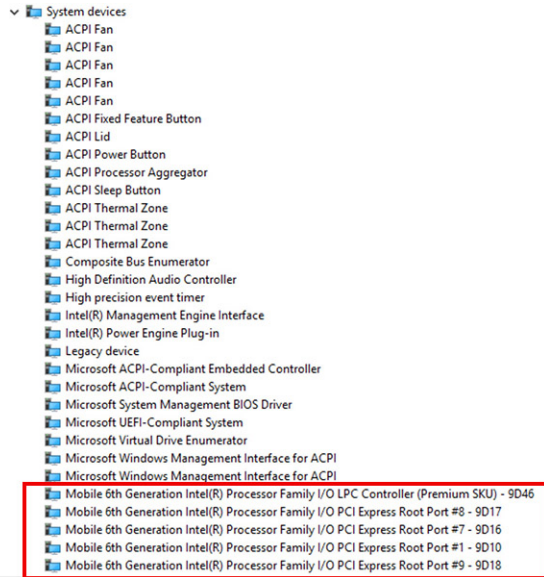 System devices
ACPI Fan
ACPI Fan
ACPI Fan
ACPI Fan
ACPI Fan
ACPI Fixed Feature Button
ACPI Lid
ACPI Power Button
ACPI Processor Aggregator
ACPI Sleep Button
ACPI Thermal Zone
ACPI Thermal Zone
ACPI Thermal Zone
Composite Bus Enumerator
High Definition Audio Controller
High precision event timer
Intel(R) Management Engine Interface
Intel(R) Power Engine Plug-in
Legacy device
Microsoft ACPI-Compliant Embedded Controller
Microsoft ACPI-Compliant System
Microsoft System Management BIOS Driver
Microsoft UEFI-Compliant System
Microsoft Virtual Drive Enumerator
Microsoft Windows Management Interface for ACPI
Microsoft Windows Management Interface for ACPI
Mobile 6th Generation Intel(R) Processor Family I/O LPC Controller (Premium SKU) - 9D46
Mobile 6th Generation Intel(R) Processor Family I/O PCI Express Root Port #8 - 9D17
Mobile 6th Generation Intel(R) Processor Family I/O PCI Express Root Port #7 - 9D16
Mobile 6th Generation Intel(R) Processor Family I/O PCI Express Root Port #1 - 9D10
Mobile 6th Generation Intel(R) Processor Family I/O PCI Express Root Port #9 - 9D18